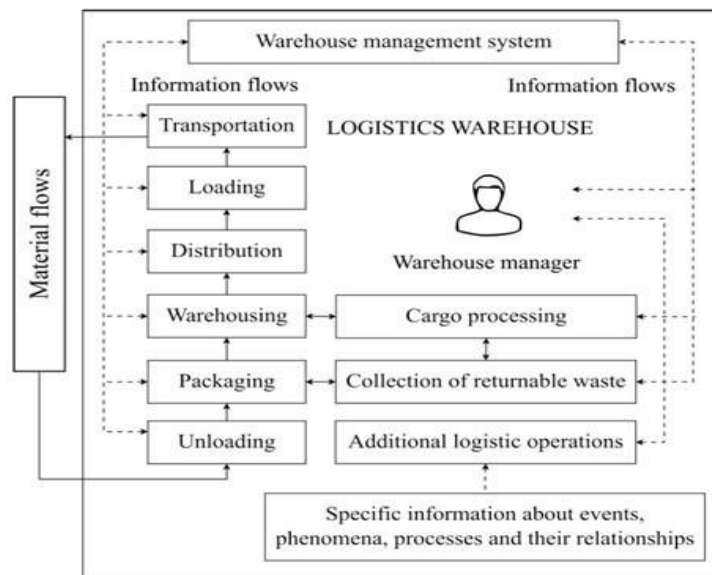 Warehouse management system
Information flows
Information flows
Transportation
LOGISTICS WAREHOUSE
Material flows
Loading
Distribution
Warehouse manager
Warehousing
Cargo processing
Packaging
Collection of returnable waste
Unloading
Additional logistic operations
Specific information about events,
phenomena, processes and their relationships